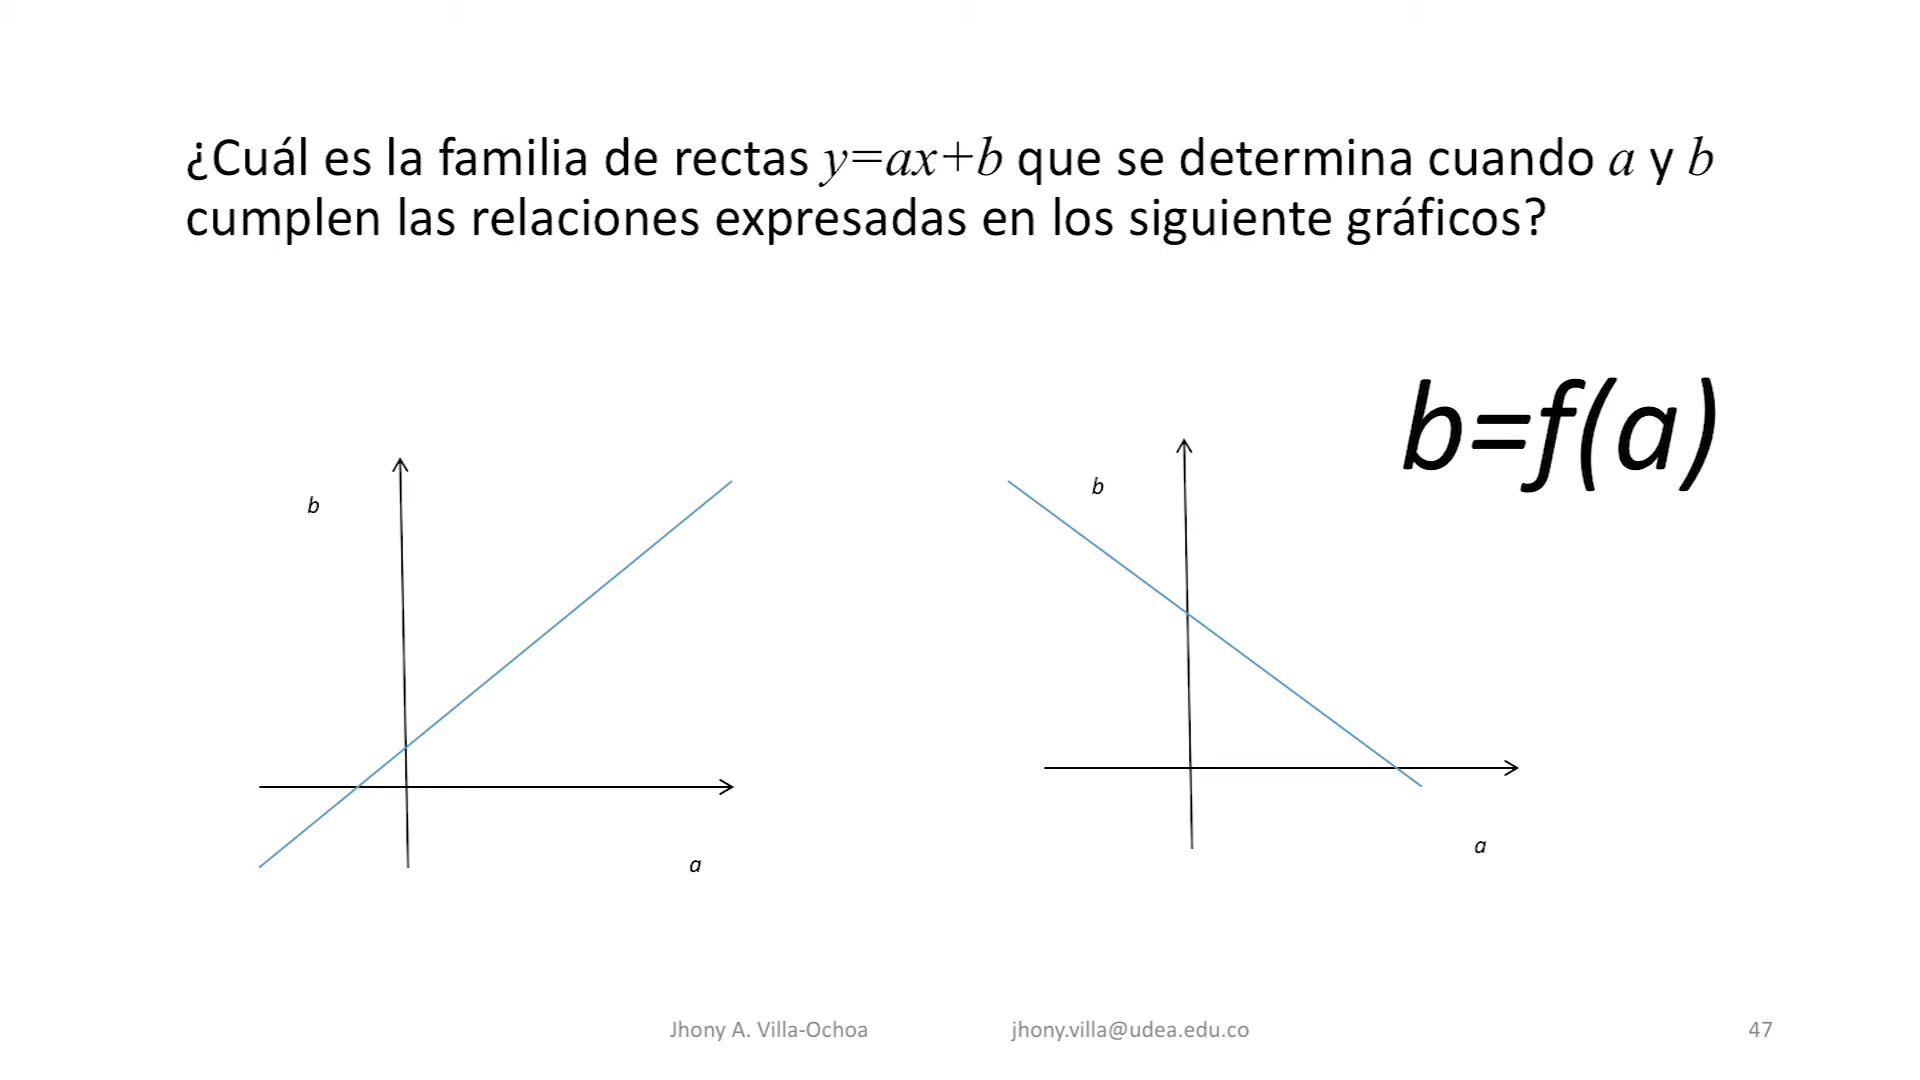 ¿Cuál es la familia de rectas y=ax+b que se determina cuando a y b
cumplen las relaciones expresadas en los siguiente gráficos?
b=f(a)
b
a
b
a
Jhony A. Villa-Ochoa jhony.villa@udea.edu.co 47